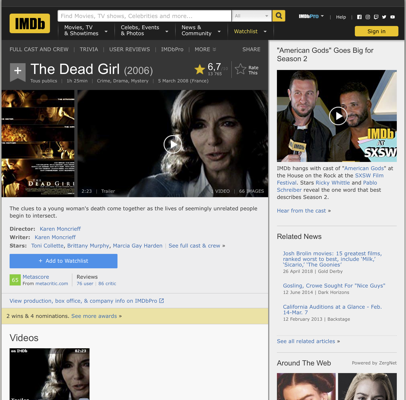 IMDb
Find Movies, TV shows, Celebrities and more...
All
IMDbPro
Help
Movies, TV & Showtimes
Celebs, Events & Photos
News & Community
Watchlist
Sign in
FULL CAST AND CREW
TRIVIA
USER REVIEWS
IMDbPro
MORE
SHARE
The Dead Girl (2006)
6,7
Rate This
Tous publics
1h 25min
Crime, Drama, Mystery
5 March 2008 (France)
THE DEAD GIRL
2:23
Trailer
VIDEO
66 IMAGES
The clues to a young woman's death come together as the lives of seemingly unrelated people
begin to intersect.
Director: Karen Moncrieff
Writer: Karen Moncrieff
Stars: Toni Collette, Brittany Murphy, Marcia Gay Harden | See full cast & crew »
+ Add to Watchlist
65
Metascore
From metacritic.com
Reviews
76 user
86 critic
View production, box office, & company info on IMDbPro
2 wins & 4 nominations. See more awards »
Videos
"American Gods" Goes Big for
Season 2
IMDb
at
SXSW
IMDb hangs with cast of "American Gods" at
the House on the Rock at the SXSW Film
Festival. Stars Ricky Whittle and Pablo
Schreiber reveal the one word that best
describes Season 2.
Hear from the cast »
Related News
Josh Brolin movies: 15 greatest films,
ranked worst to best, include 'Milk,'
'Sicario,' 'The Goonies'
26 April 2018 | Gold Derby
Gosling, Crowe Sought For "Nice Guys"
12 June 2014 | Dark Horizons
California Auditions at a Glance - Feb.
14-Mar. 7
12 February 2013 | Backstage
See all related articles »
Around The Web
Powered by ZergNet